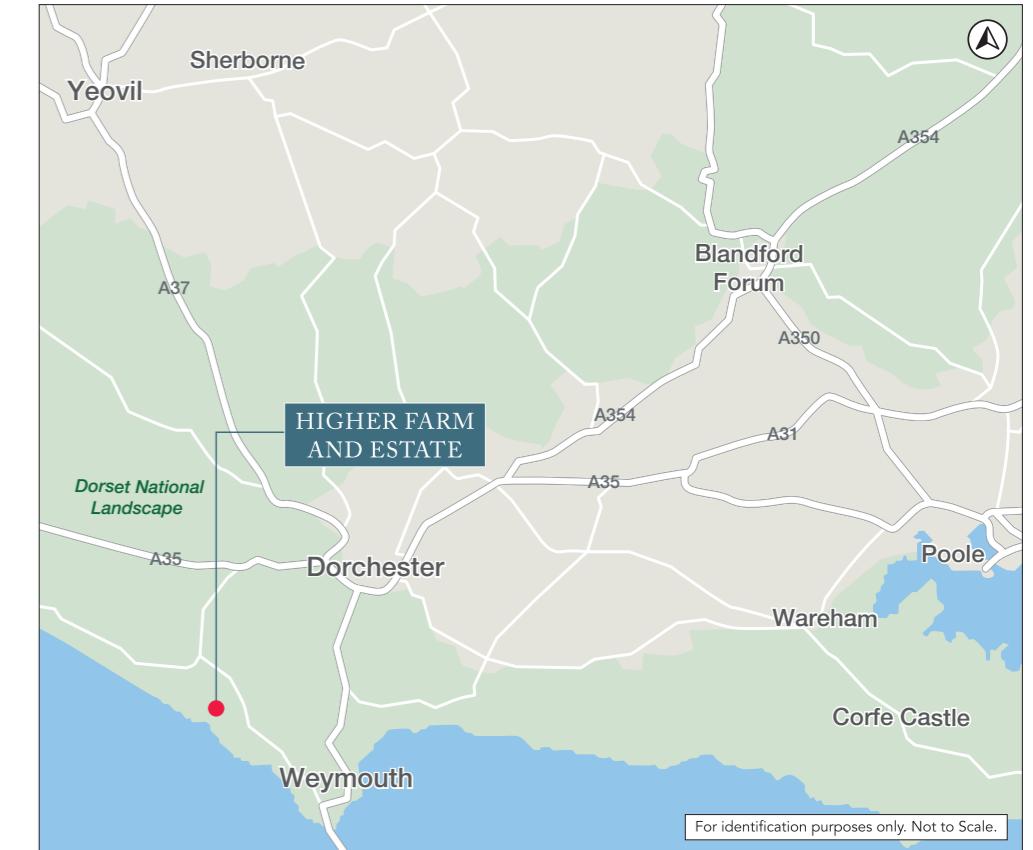 Sherborne
Yeovil
A354
Blandford
Forum
A37
A350
A354
HIGHER FARM
AND ESTATE
A31
A35
Dorset National
Landscape
A35
Poole
Dorchester
Wareham
Corfe Castle
Weymouth
For identification purposes only. Not to Scale.